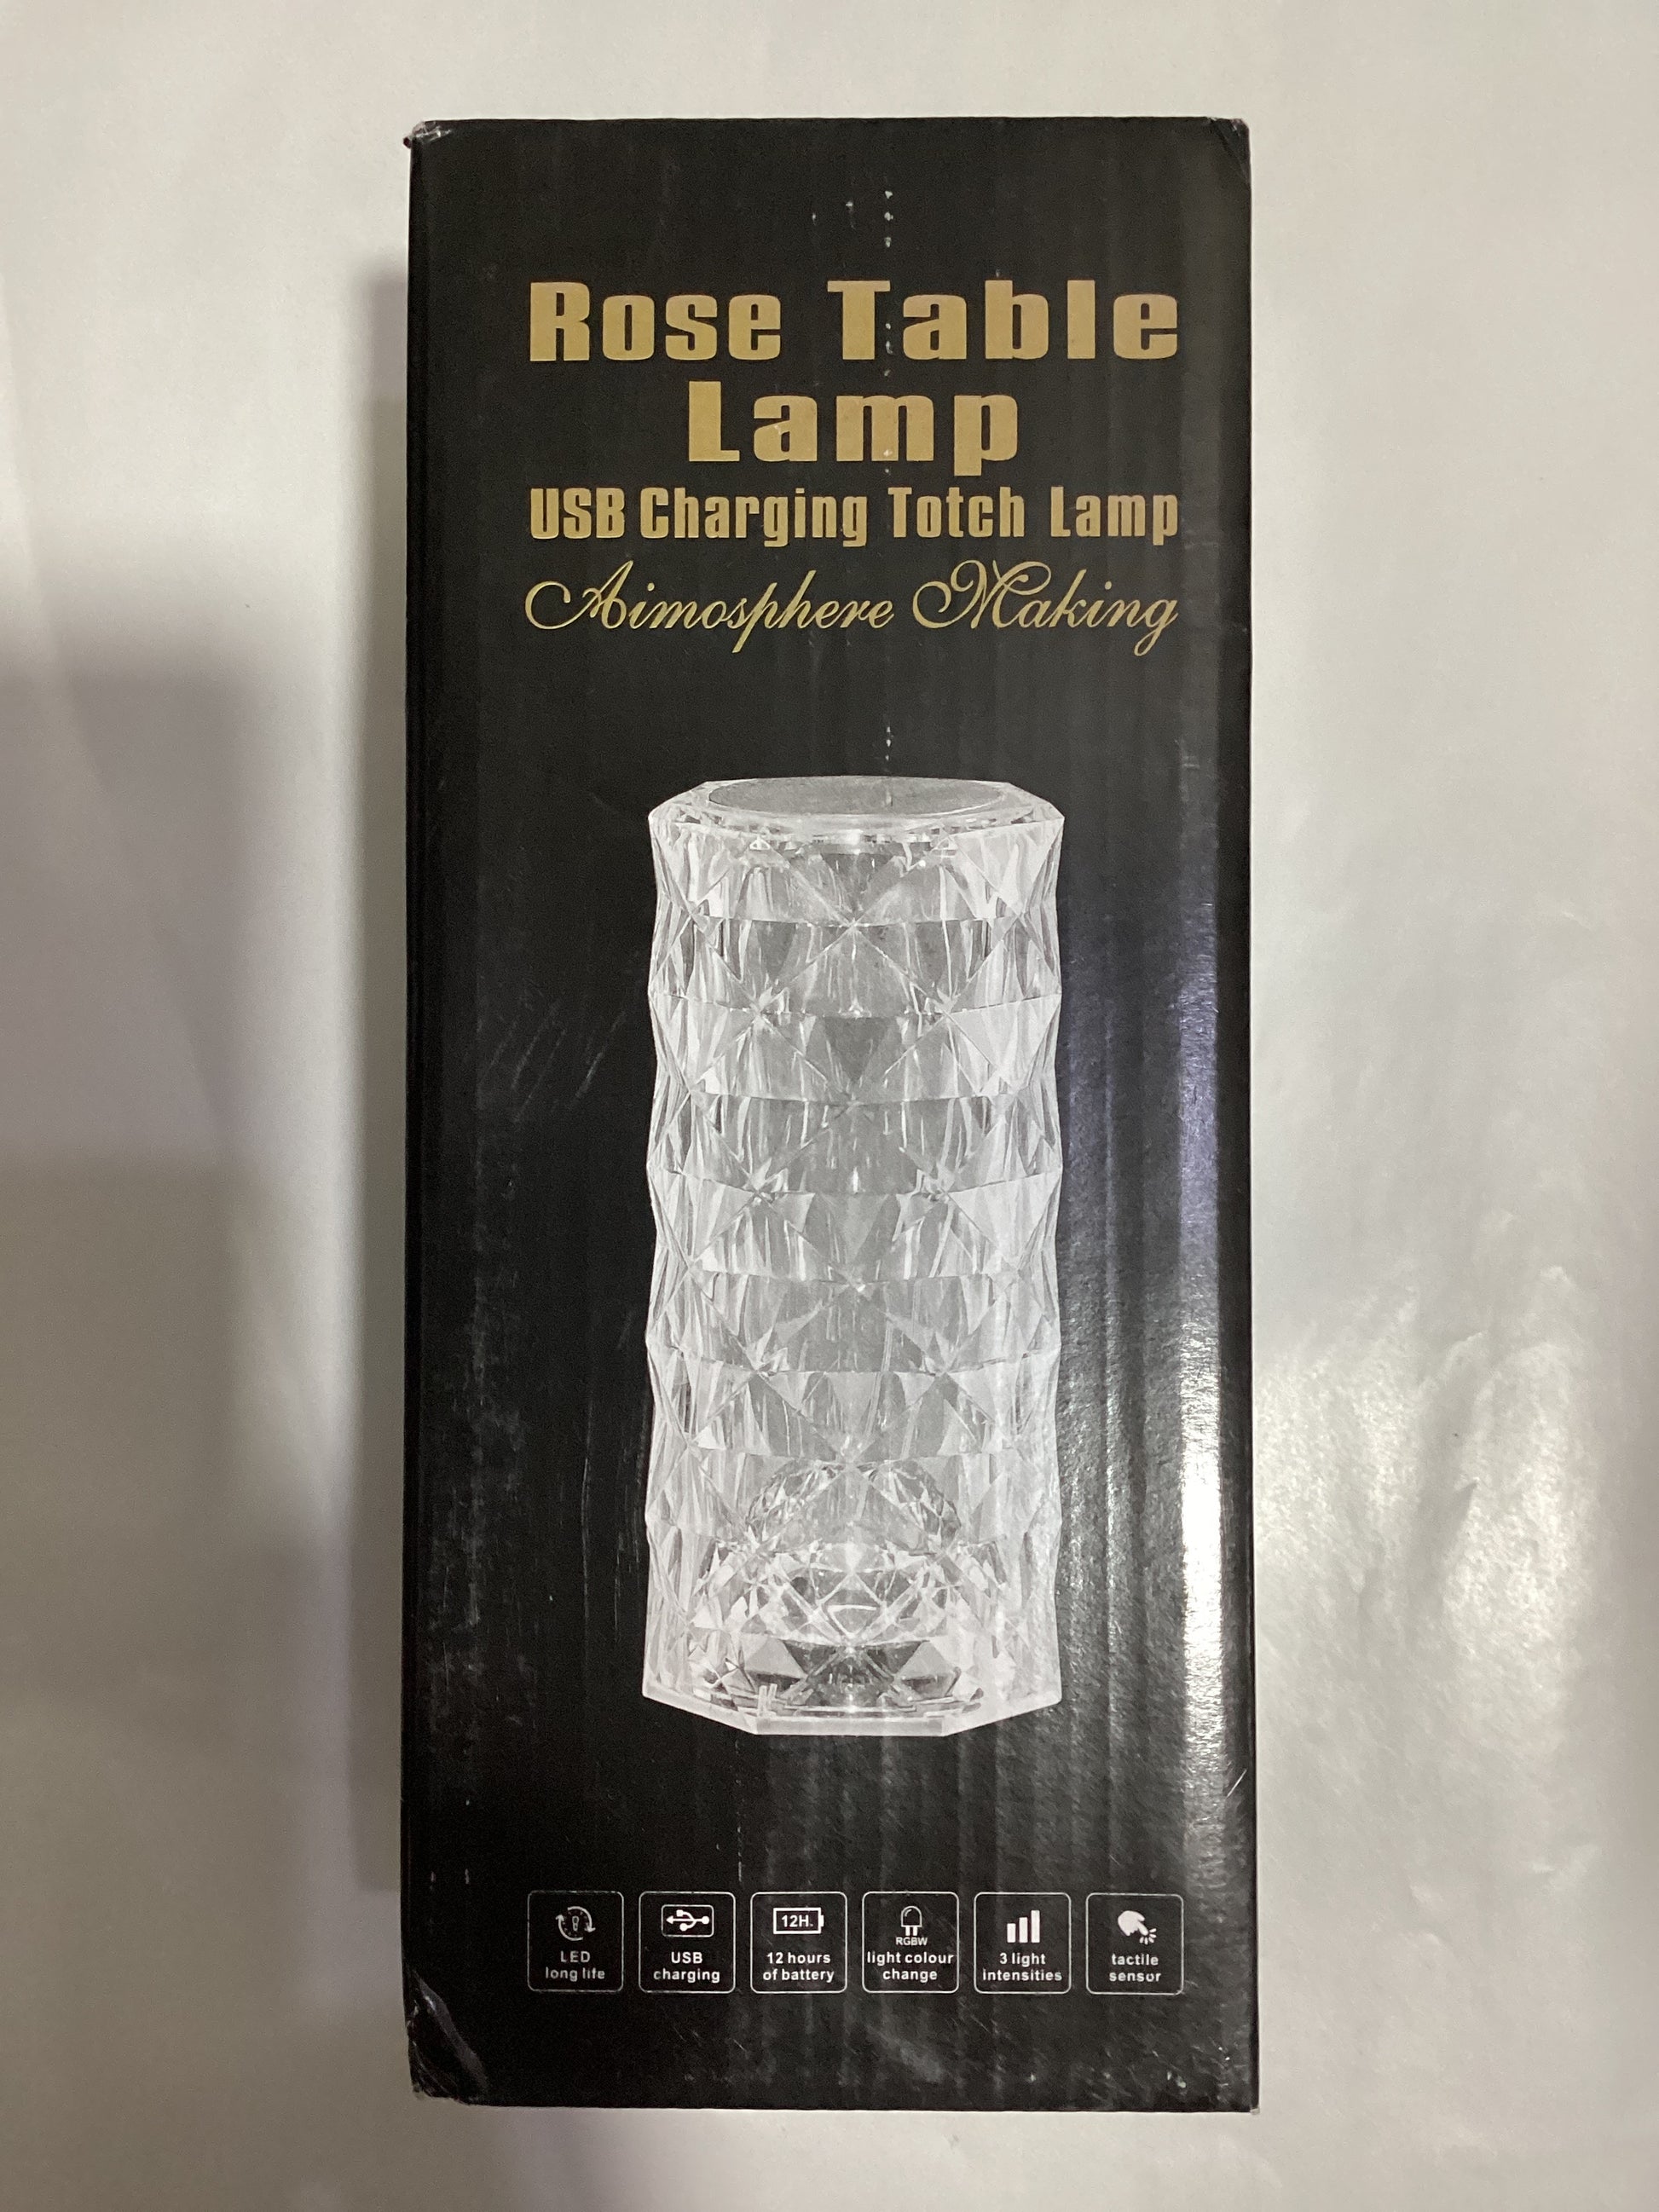 Rose Table
Lamp
USB Charging Totch Lamp
Aimosphere Making
12H.
RGBW
LED
long life
USB
charging
12 hours
of battery
light colour
change
3 light
intensities
tactile
sensor